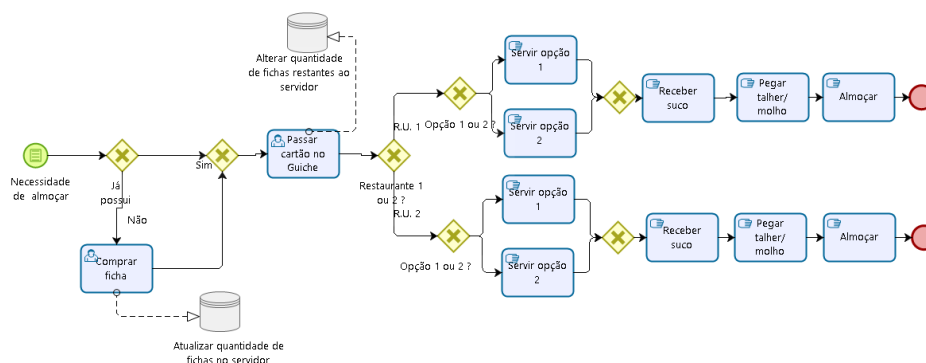 Necessidade
de almoçar
Já
possui
Não
Sim
Comprar
ficha
Atualizar quantidade de
fichas no servidor
Alterar quantidade
de fichas restantes ao
servidor
Passar
cartão no
Guiche
Restaurante 1
ou 2 ?
R.U. 1
R.U. 2
Opção 1 ou 2 ?
Servir opção
1
Servir opção
2
Receber
suco
Pegar
talher/
molho
Almoçar
Opção 1 ou 2 ?
Servir opção
1
Servir opção
2
Receber
suco
Pegar
talher/
molho
Almoçar